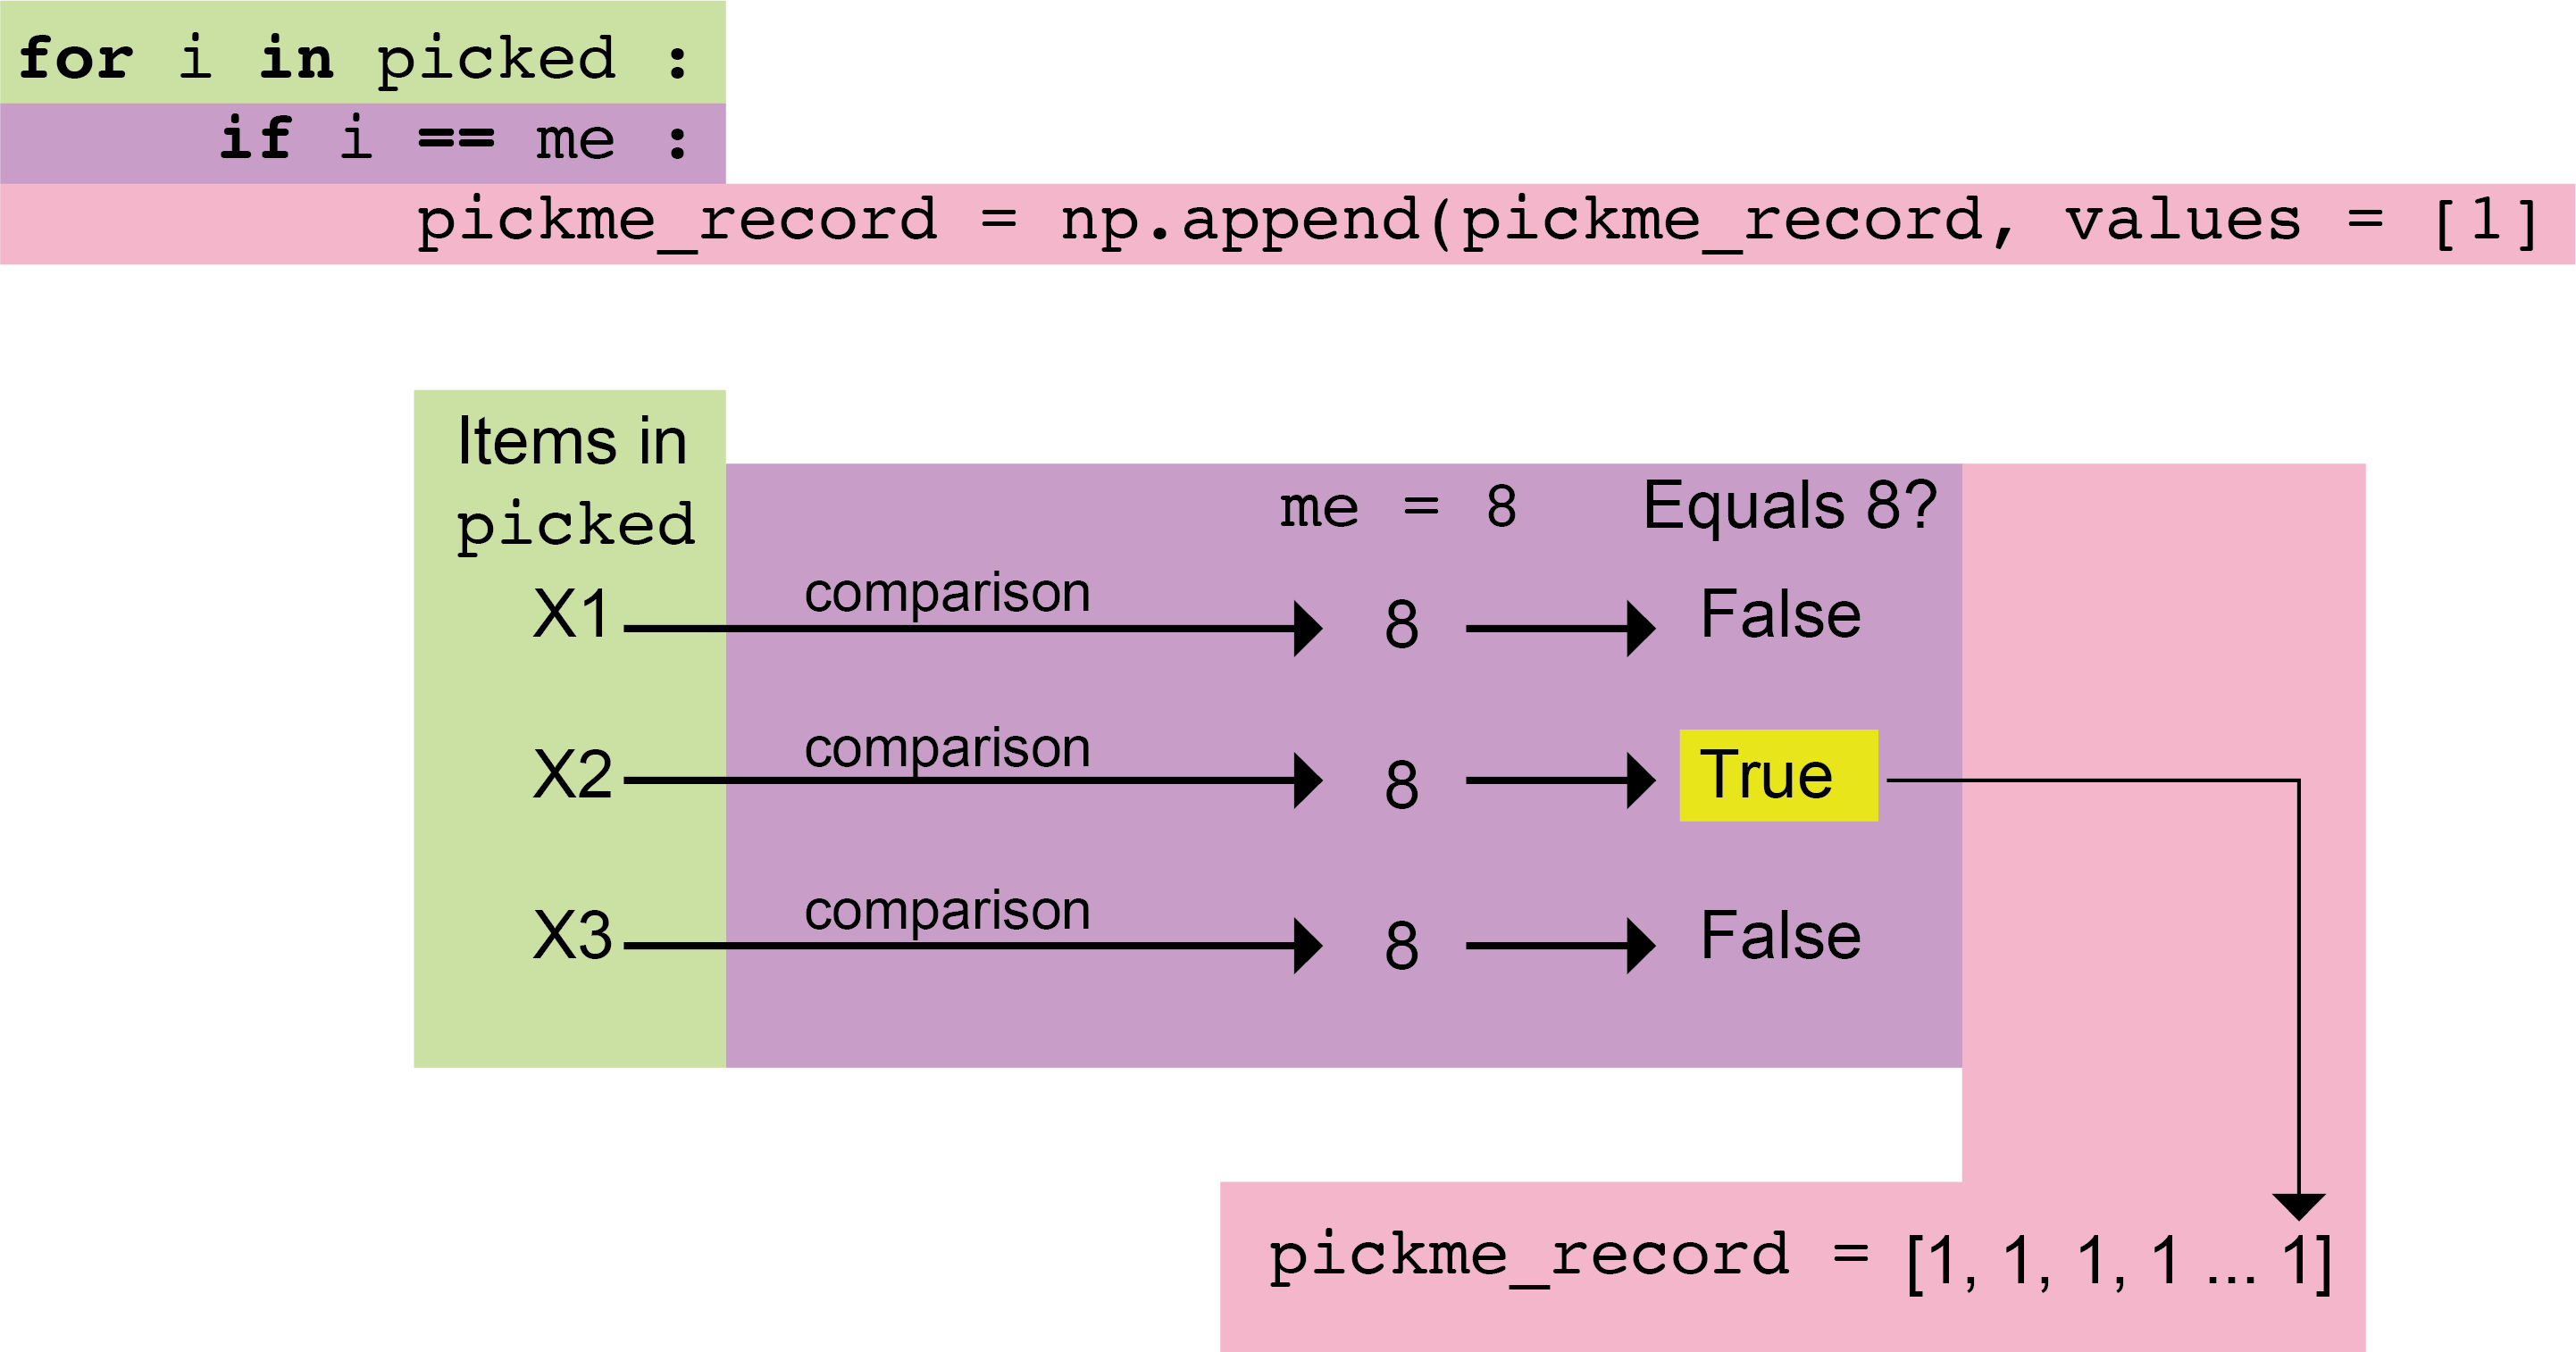 for i in picked :
if i == me :
pickme_record = np.append(pickme_record, values = [1]
Items in
picked
me = 8 Equals 8?
X1 comparison 8 False
X2 comparison 8 True
X3 comparison 8 False
pickme_record = [1, 1, 1, 1 ... 1]